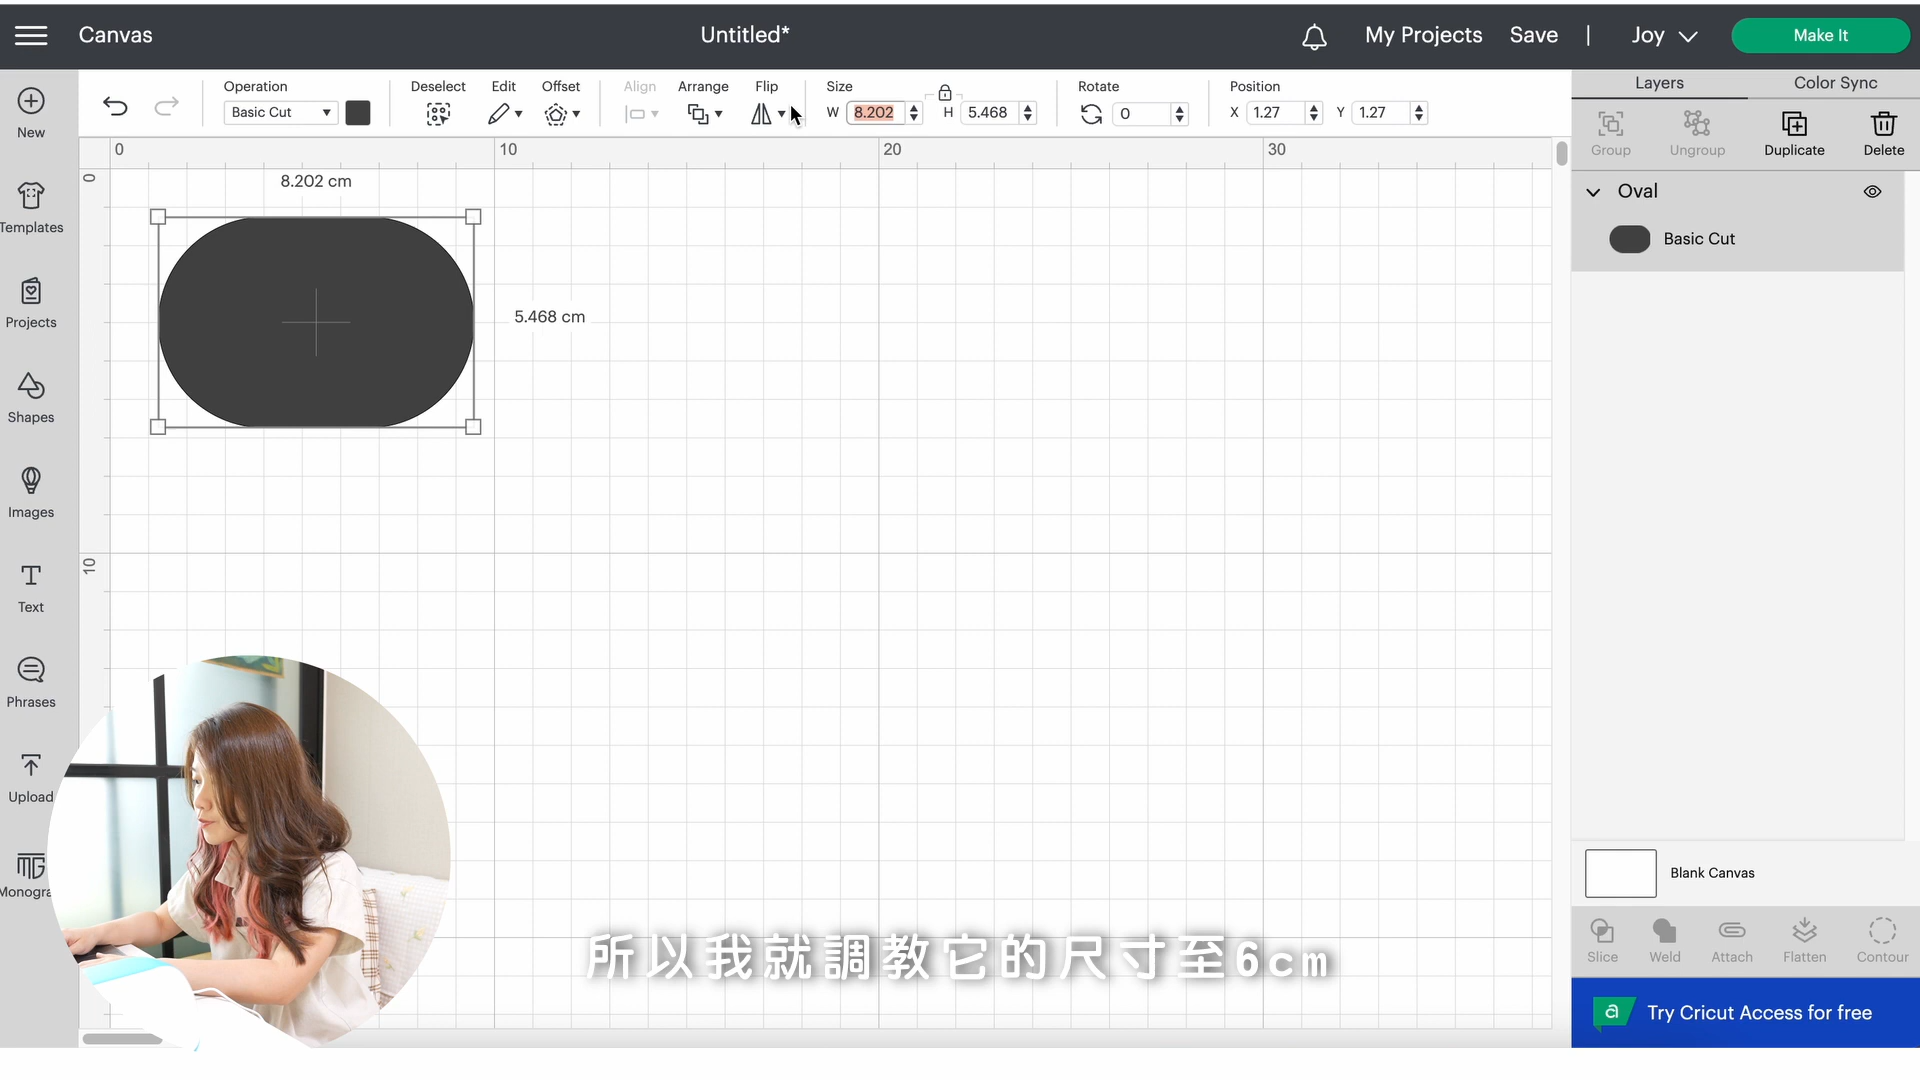 Canvas
Untitled*
My Projects
Save
Joy
Make It
Operation
Basic Cut
Deselect
Edit
Offset
Align
Arrange
Flip
Size
W 8.202
H 5.468
Rotate
0
Position
X 1.27
Y 1.27
Layers
Color Sync
Group
Ungroup
Duplicate
Delete
New
Templates
Projects
Shapes
Images
Text
Phrases
Upload
Monogra
0
10
20
30
0
10
8.202 cm
5.468 cm
Oval
Basic Cut
Blank Canvas
Slice
Weld
Attach
Flatten
Contour
a
Try Cricut Access for free
所以我就調教它的尺寸至6cm